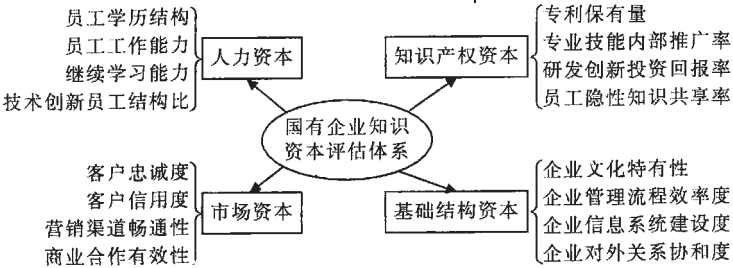 员工学历结构
员工工作能力
继续学习能力
技术创新员工结构比
人力资本
知识产权资本
专利保有量
专业技能内部推广率
研发创新投资回报率
员工隐性知识共享率
国有企业知识
资本评估体系
客户忠诚度
客户信用度
营销渠道畅通性
商业合作有效性
市场资本
基础结构资本
企业文化特有性
企业管理流程效率度
企业信息系统建设度
企业对外关系协和度